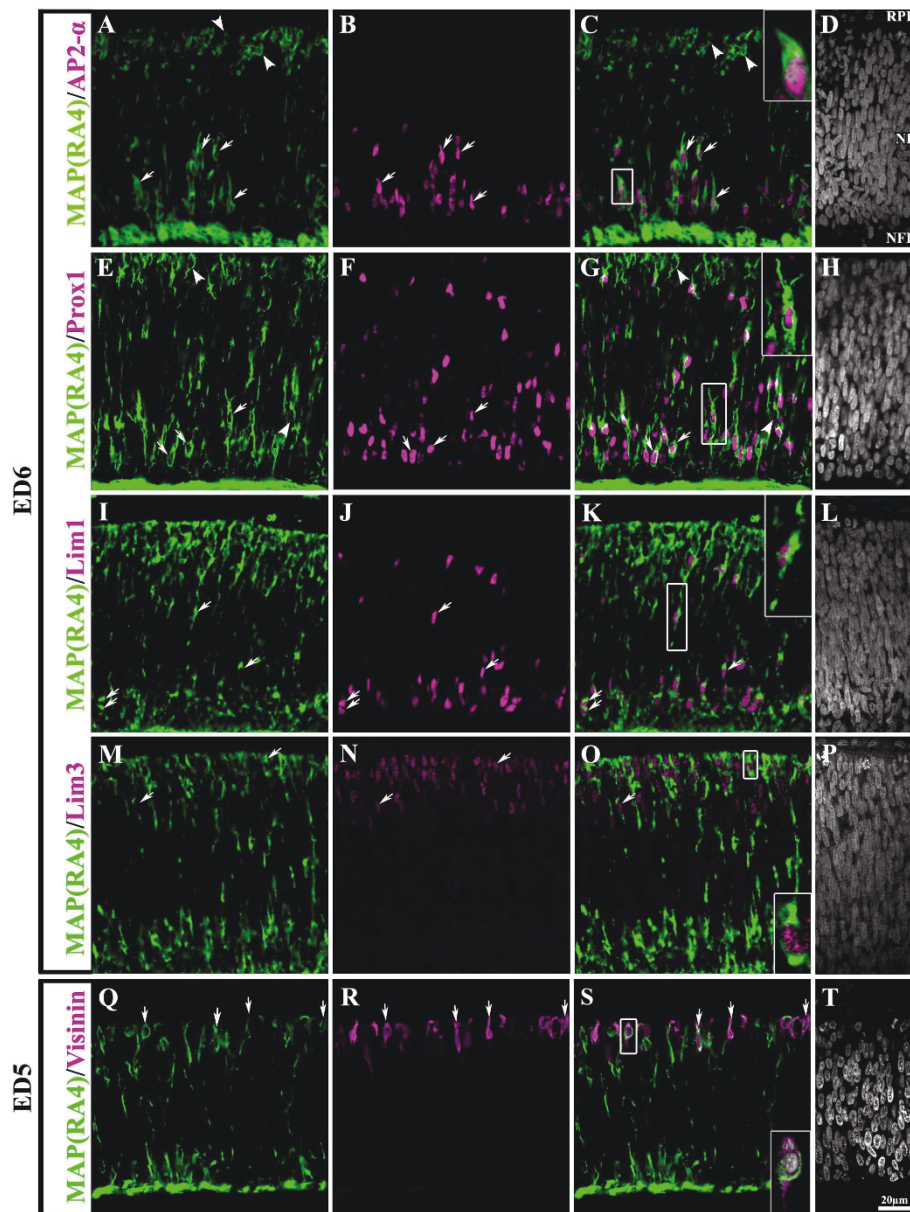 ED6
MAP(RA4)/AP2-α
A
B
C
D
RPE
NFL
MAP(RA4)/Prox1
E
F
G
H
MAP(RA4)/Lim1
I
J
K
L
MAP(RA4)/Lim3
M
N
O
P
ED5
MAP(RA4)/Visinin
Q
R
S
T
20µm